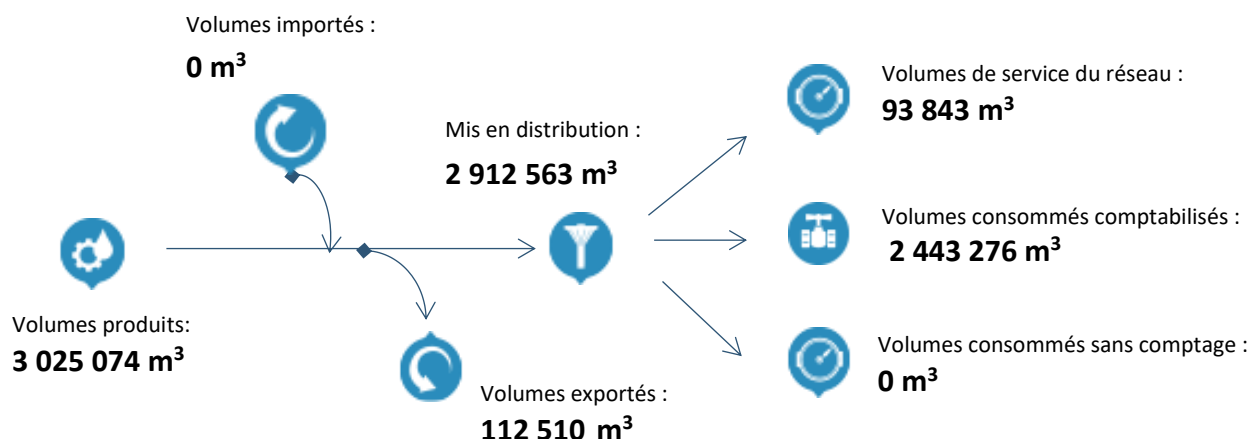 Volumes importés :
0 m³
Volumes de service du réseau :
93 843 m³
Mis en distribution :
2 912 563 m³
Volumes consommés comptabilisés :
2 443 276 m³
Volumes produits:
3 025 074 m³
Volumes consommés sans comptage :
0 m³
Volumes exportés :
112 510 m³